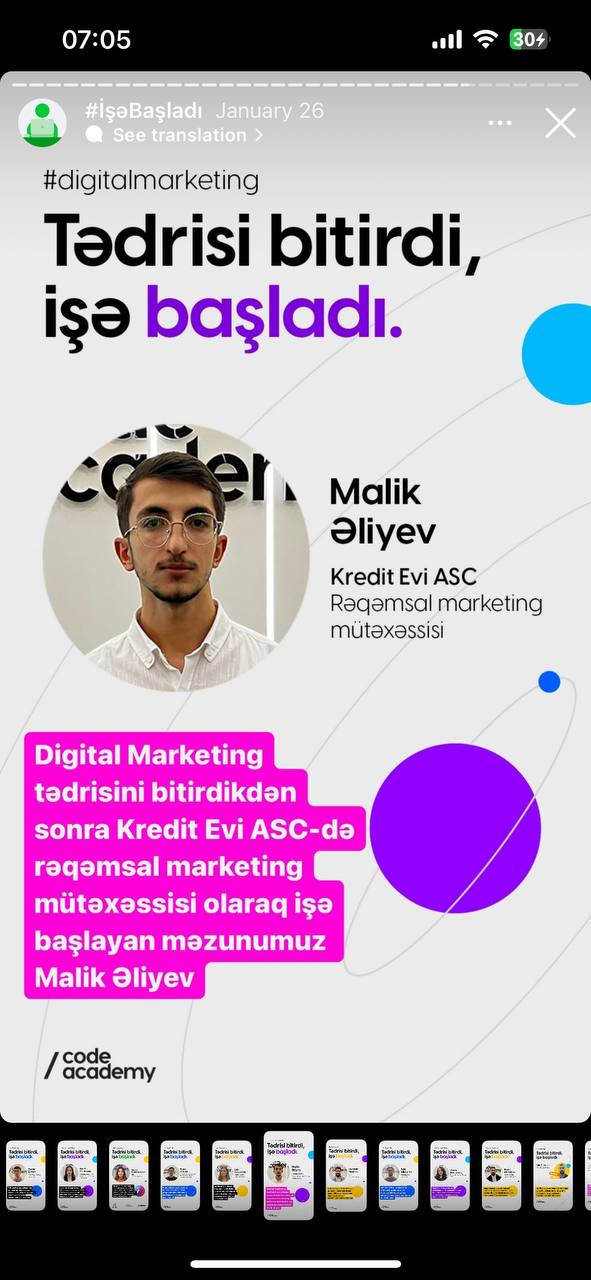 07:05
30
#İşəBaşladı January 26
See translation >
#digitalmarketing
Tədrisi bitirdi,
işə başladı.
Malik
Əliyev
Kredit Evi ASC
Rəqəmsal marketing
mütəxəssisi
Digital Marketing
tədrisini bitirdikdən
sonra Kredit Evi ASC-də
rəqəmsal marketing
mütəxəssisi olaraq işə
başlayan məzunumuz
Malik Əliyev
/ code
academy